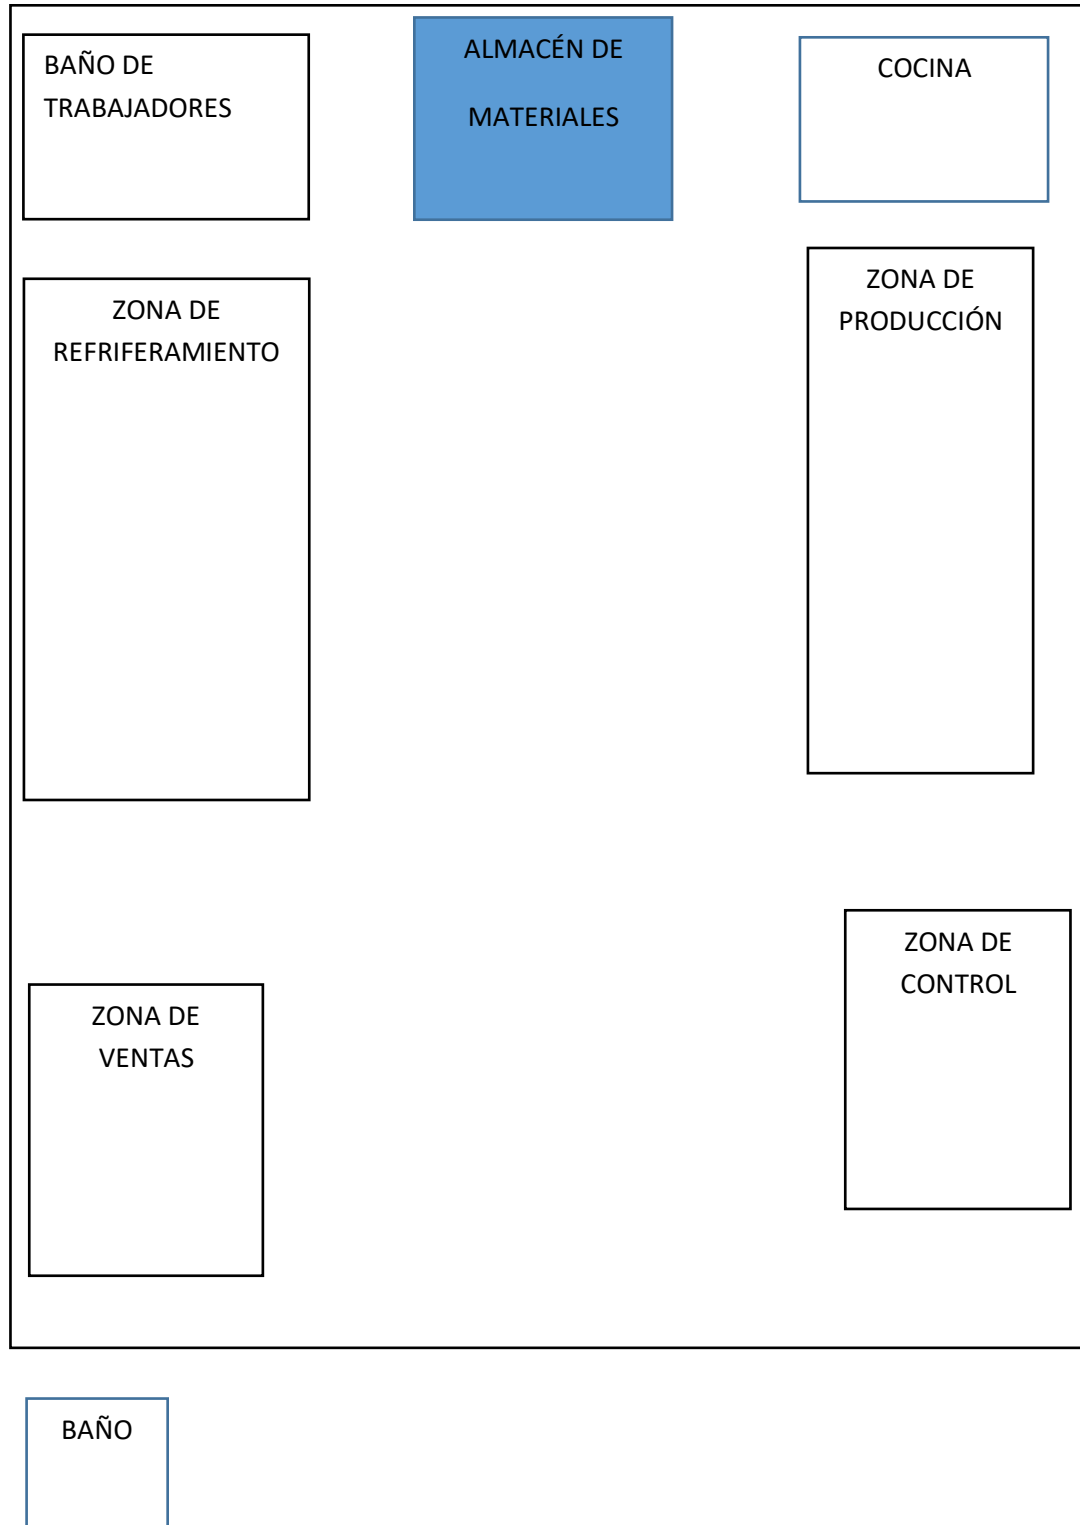 BAÑO DE
TRABAJADORES
ALMACÉN DE
MATERIALES
COCINA
ZONA DE
REFRIFERAMIENTO
ZONA DE
PRODUCCIÓN
ZONA DE
VENTAS
ZONA DE
CONTROL
BAÑO